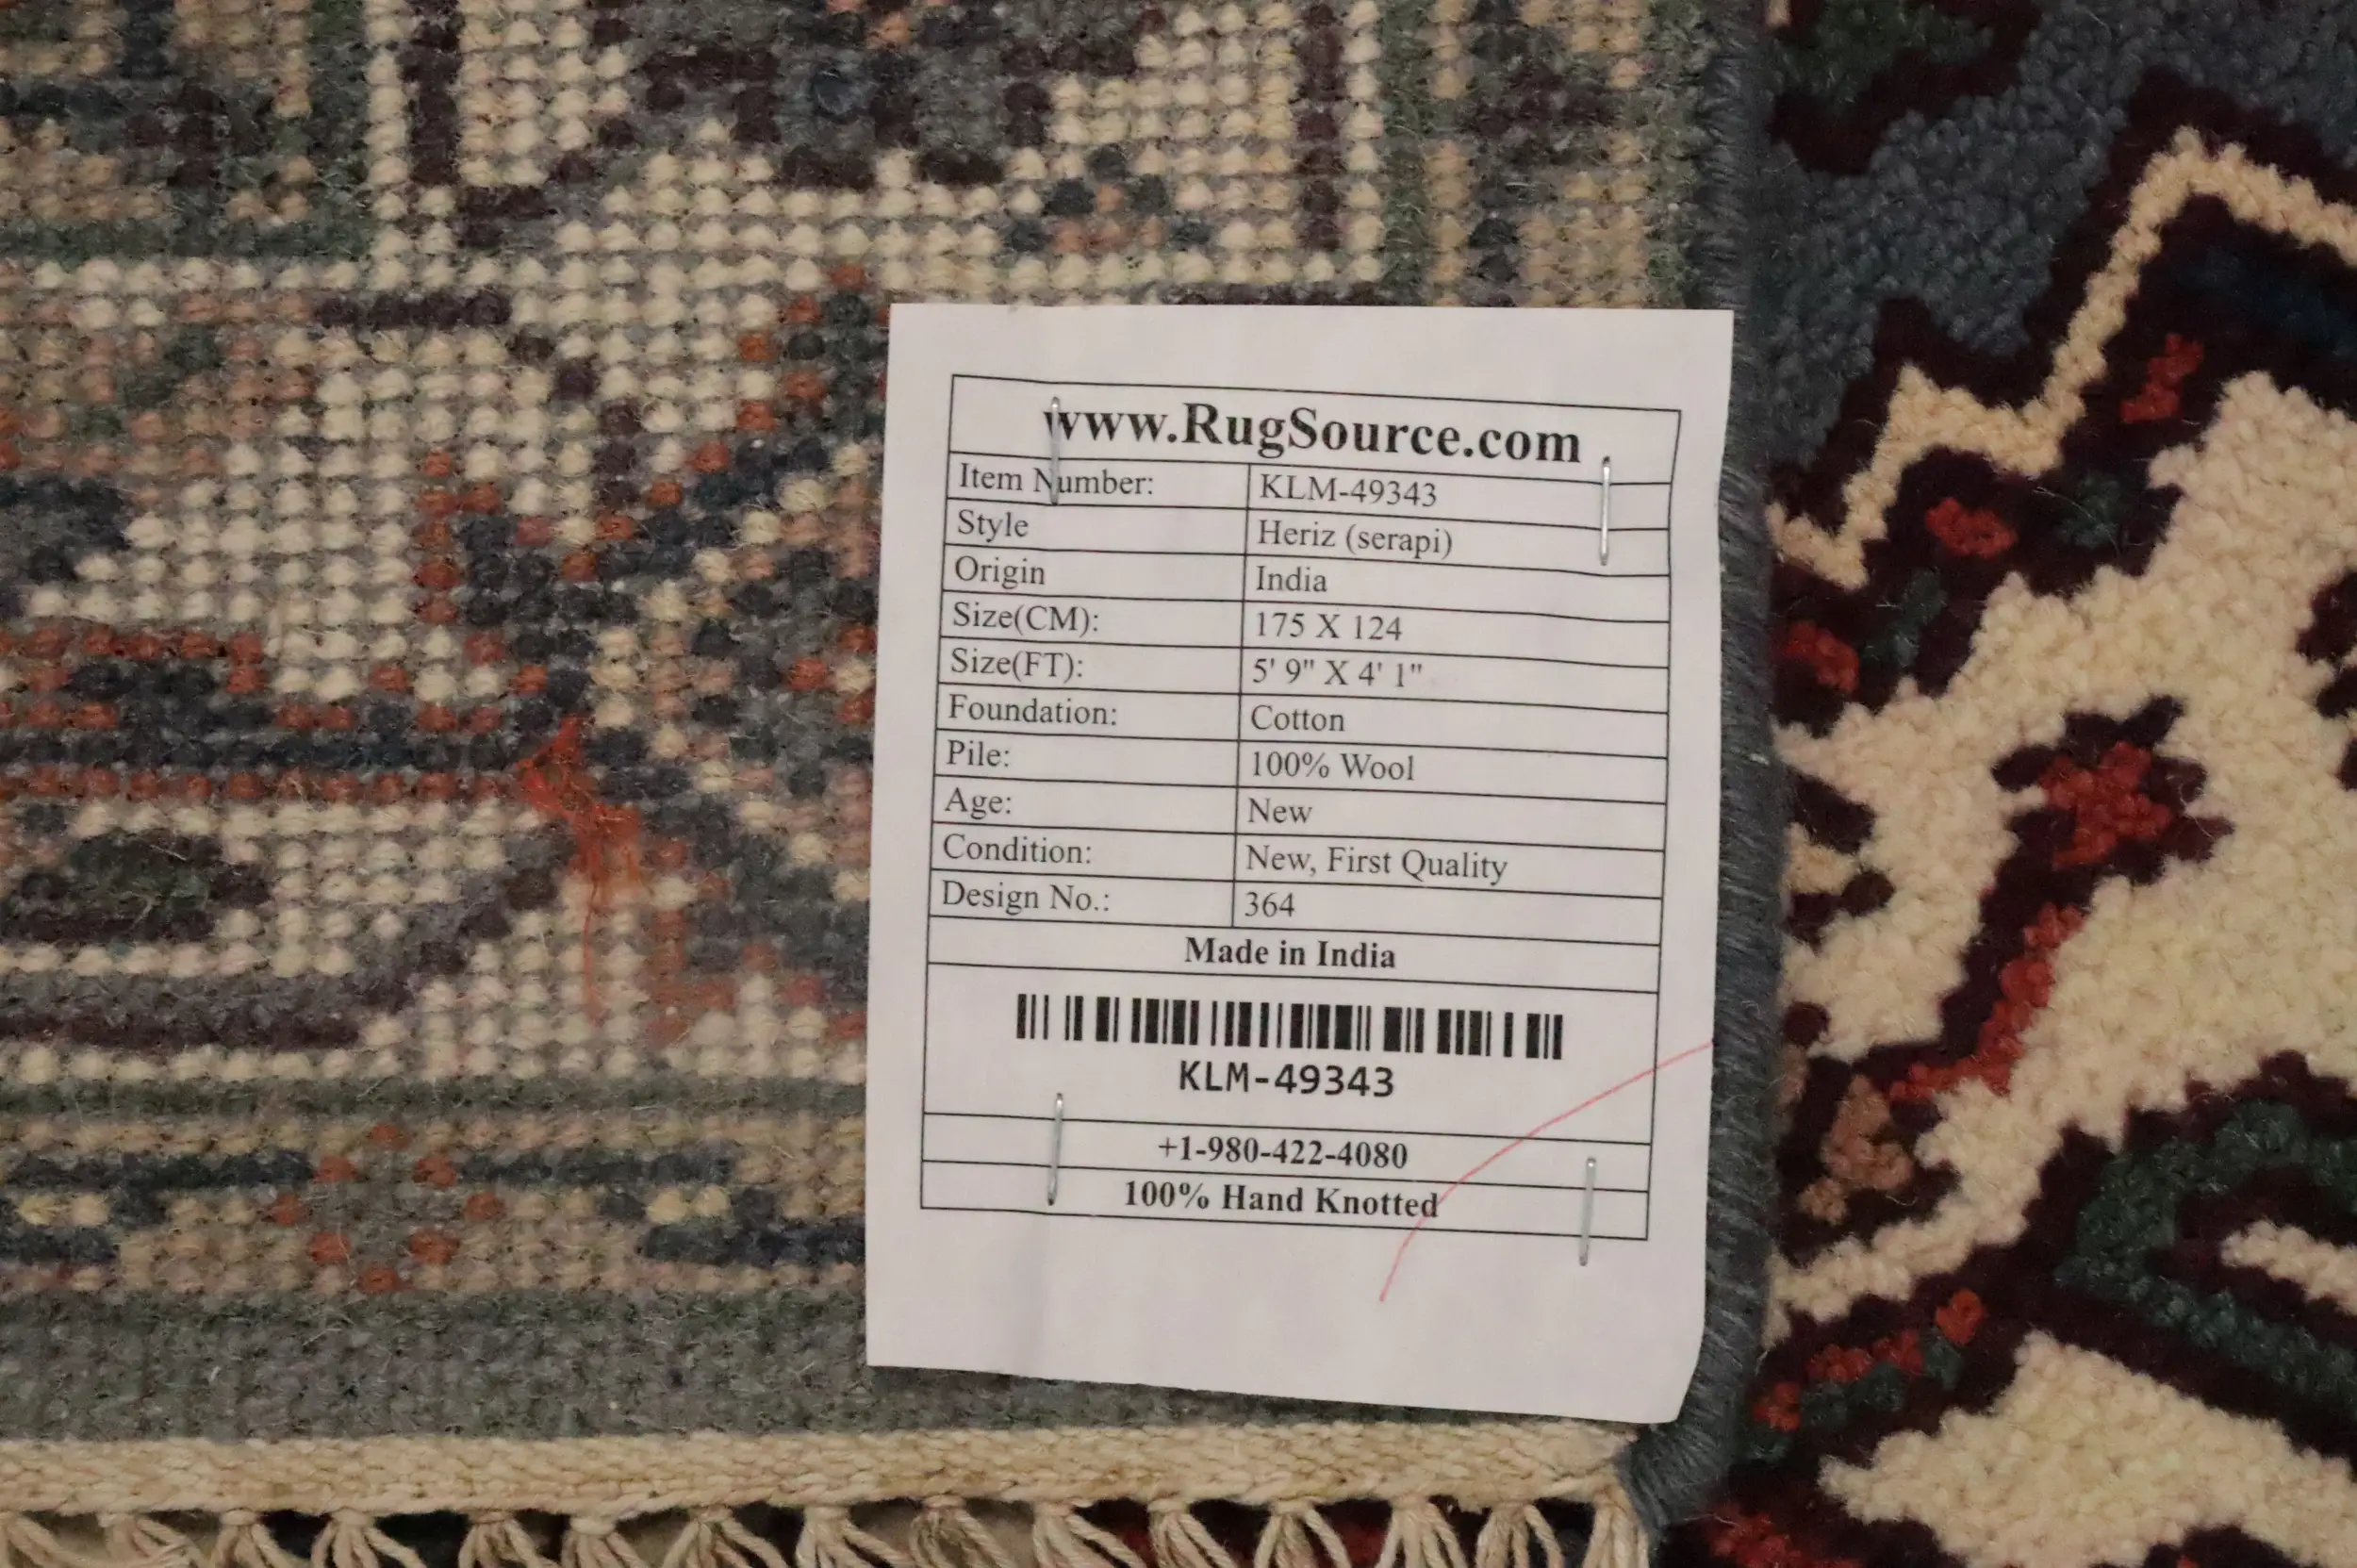 www.RugSource.com
Item Number: KLM-49343
Style Heriz (serapi)
Origin India
Size(CM): 175 X 124
Size(FT): 5' 9" X 4' 1"
Foundation: Cotton
Pile: 100% Wool
Age: New
Condition: New, First Quality
Design No.: 364
Made in India
KLM-49343
+1-980-422-4080
100% Hand Knotted